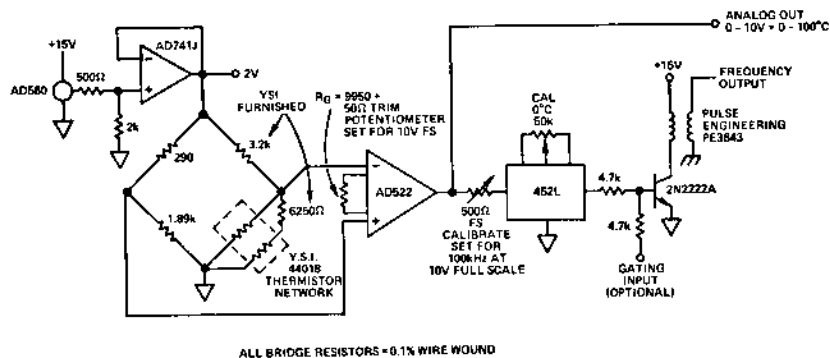 ANALOG OUT
0 – 10V = 0 – 100°C
+15V
AD741J
AD580
500Ω
2V
2k
YSI
FURNISHED
RG = 9950 +
50Ω TRIM
POTENTIOMETER
SET FOR 10V FS
290
3.2k
1.89k
6250Ω
Y.S.I.
44018
THERMISTOR
NETWORK
AD522
500Ω
FS
CALIBRATE
SET FOR
100kHz AT
10V FULL SCALE
CAL
0°C
50k
452L
4.7k
4.7k
GATING
INPUT
(OPTIONAL)
+15V
FREQUENCY
OUTPUT
PULSE
ENGINEERING
PE3843
2N2222A
ALL BRIDGE RESISTORS = 0.1% WIRE WOUND